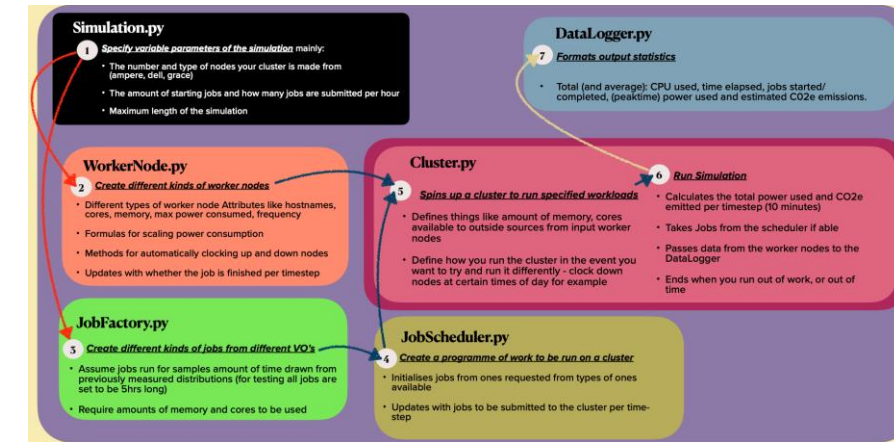 Simulation.py
1
Specify variable parameters of the simulation mainly:
• The number and type of nodes your cluster is made from
(ampere, dell, grace)
• The amount of starting jobs and how many jobs are submitted per hour
• Maximum length of the simulation
DataLogger.py
7
Formats output statistics
• Total (and average): CPU used, time elapsed, jobs started/
completed, (peaktime) power used and estimated C02e emissions.
WorkerNode.py
2
Create different kinds of worker nodes
• Different types of worker node Attributes like hostnames,
cores, memory, max power consumed, frequency
• Formulas for scaling power consumption
• Methods for automatically clocking up and down nodes
• Updates with whether the job is finished per timestep
Cluster.py
5
Spins up a cluster to run specified workloads
• Defines things like amount of memory, cores
available to outside sources from input worker
nodes
• Define how you run the cluster in the event you
want to try and run it differently - clock down
nodes at certain times of day for example
6
Run Simulation
• Calculates the total power used and CO2e
emitted per timestep (10 minutes)
• Takes Jobs from the scheduler if able
• Passes data from the worker nodes to the
DataLogger
• Ends when you run out of work, or out of
time
JobFactory.py
3
Create different kinds of jobs from different VO's
• Assume jobs run for samples amount of time drawn from
previously measured distributions (for testing all jobs are
set to be 5hrs long)
• Require amounts of memory and cores to be used
JobScheduler.py
4
Create a programme of work to be run on a cluster
• Initialises jobs from ones requested from types of ones
available
• Updates with jobs to be submitted to the cluster per time-
step